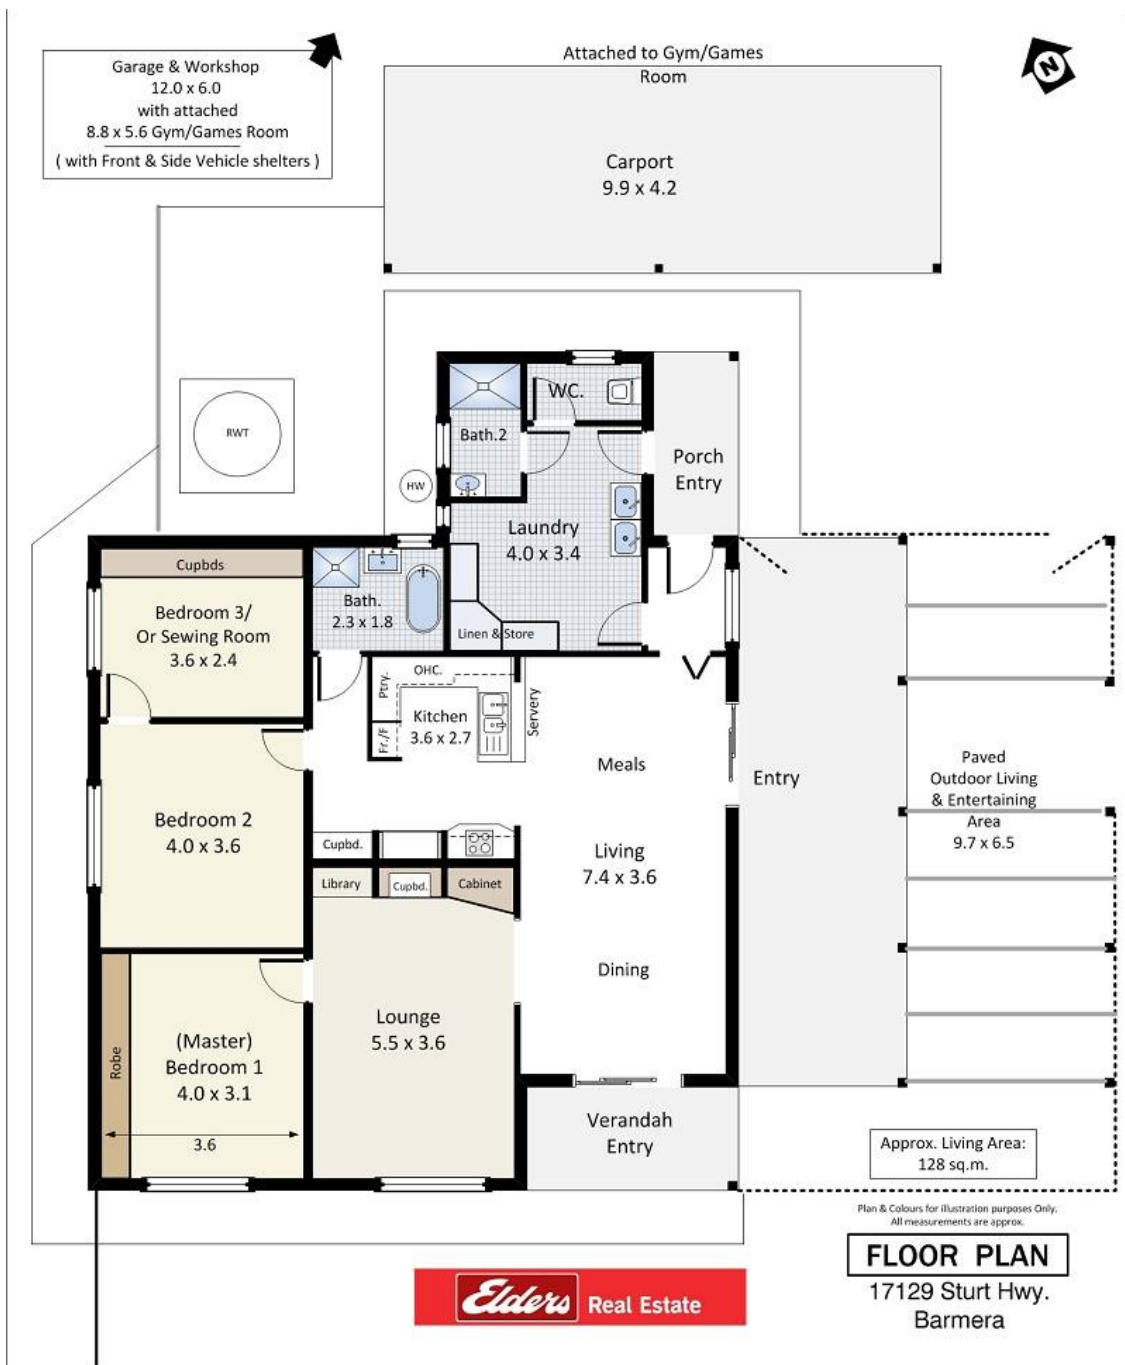 Garage & Workshop
12.0 x 6.0
with attached
8.8 x 5.6 Gym/Games Room
( with Front & Side Vehicle shelters )
Attached to Gym/Games
Room
N
Carport
9.9 x 4.2
RWT
HW
WC.
Bath.2
Porch
Entry
Laundry
4.0 x 3.4
Linen & Store
Cupbds
Bedroom 3/
Or Sewing Room
3.6 x 2.4
Bath.
2.3 x 1.8
OHC.
Ptry.
Fr./F
Kitchen
3.6 x 2.7
Servery
Meals
Entry
Paved
Outdoor Living
& Entertaining
Area
9.7 x 6.5
Bedroom 2
4.0 x 3.6
Cupbd.
Living
7.4 x 3.6
Library
Cupbd.
Cabinet
Dining
Lounge
5.5 x 3.6
Robe
(Master)
Bedroom 1
4.0 x 3.1
3.6
Verandah
Entry
Approx. Living Area:
128 sq.m.
Plan & Colours for illustration purposes Only.
All measurements are approx.
FLOOR PLAN
17129 Sturt Hwy.
Barmera
Elders Real Estate